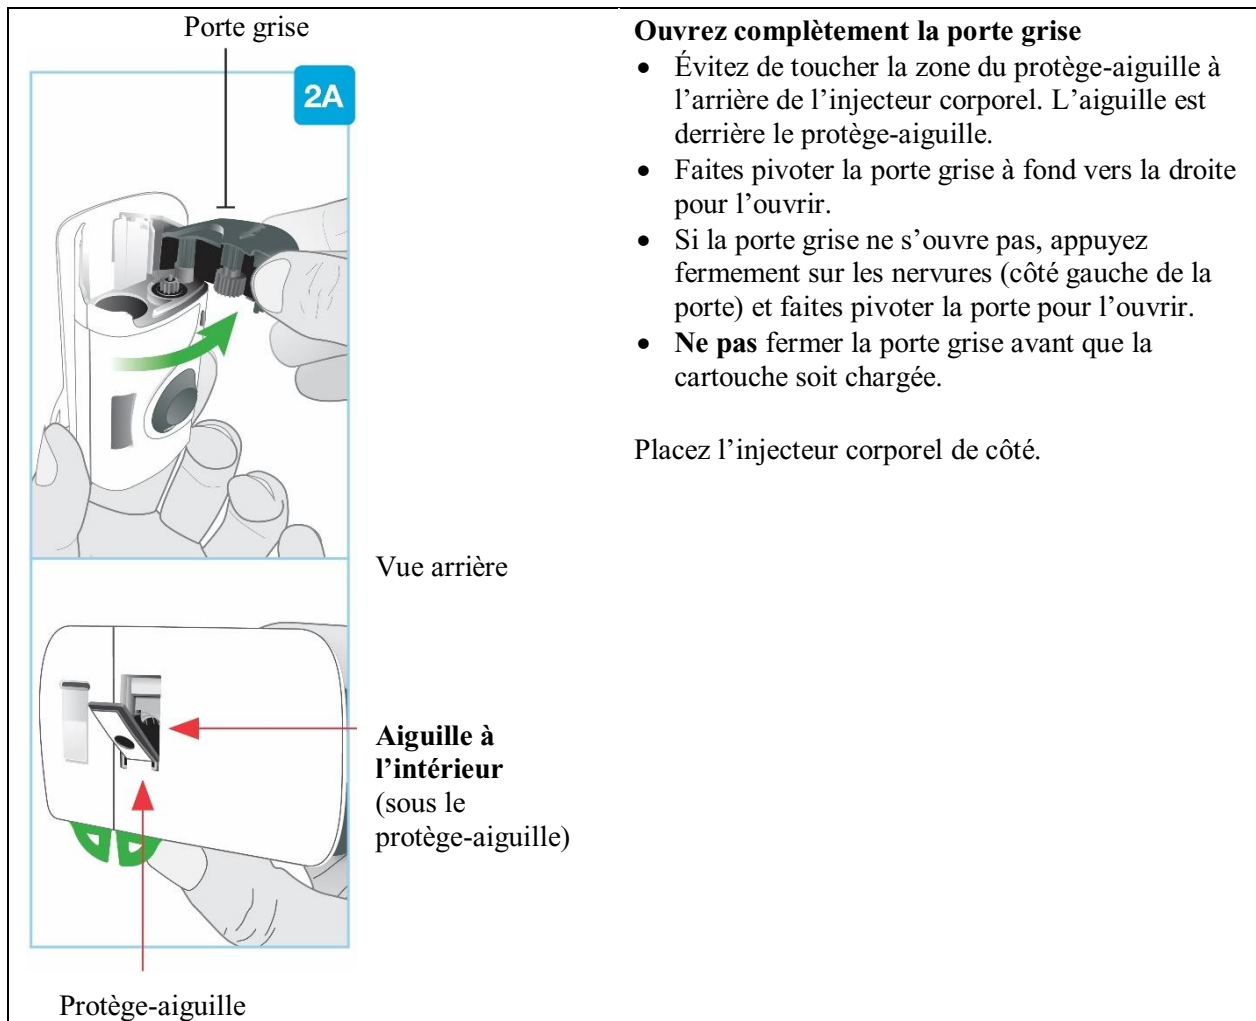 Porte grise
2A
Vue arrière
Aiguille à
l’intérieur
(sous le
protège-aiguille)
Protège-aiguille
Ouvrez complètement la porte grise
• Évitez de toucher la zone du protège-aiguille à
l’arrière de l’injecteur corporel. L’aiguille est
derrière le protège-aiguille.
• Faites pivoter la porte grise à fond vers la droite
pour l’ouvrir.
• Si la porte grise ne s’ouvre pas, appuyez
fermement sur les nervures (côté gauche de la
porte) et faites pivoter la porte pour l’ouvrir.
• Ne pas fermer la porte grise avant que la
cartouche soit chargée.
Placez l’injecteur corporel de côté.